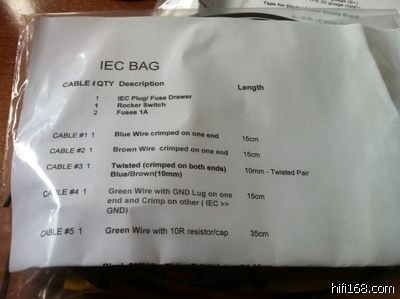 IEC BAG
CABLE # QTY Description Length
1 IEC Plug/ Fuse Drawer
1 Rocker Switch
2 Fuses 1A
CABLE #1 1 Blue Wire crimped on one end 15cm
CABLE #2 1 Brown Wire crimped on one end 15cm
CABLE #3 1 Twisted (crimped on both ends) 10mm - Twisted Pair
Blue/Brown(10mm)
CABLE #4 1 Green Wire with GND Lug on one 15cm
end and Crimp on other ( IEC >>
GND)
CABLE #5 1 Green Wire with 10R resistor/cap 35cm
hifi168.com